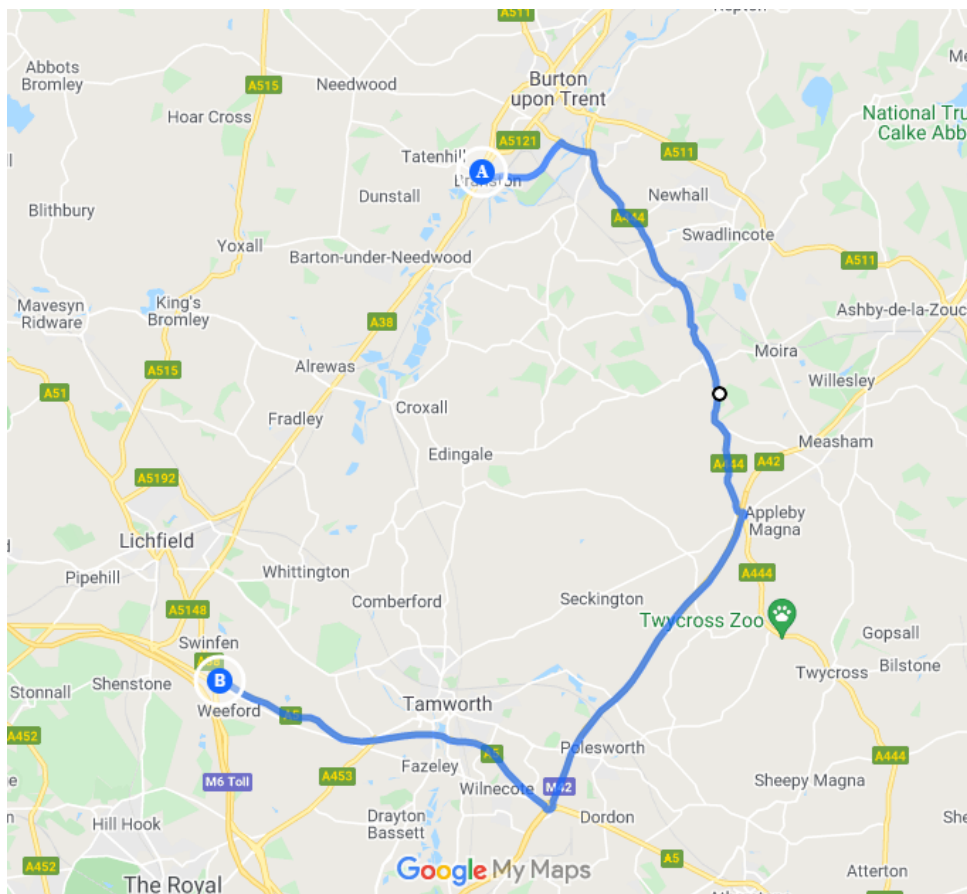 A511
Repton
Abbots
Bromley
A515
Needwood
Burton
upon Trent
Hoar Cross
National Tru
Calke Abb
A5121
Tatenhill
A
Branston
A511
Dunstall
Newhall
Blithbury
A444
Swadlincote
Yoxall
Barton-under-Needwood
A511
Mavesyn
Ridware
King's
Bromley
Ashby-de-la-Zouc
A38
Moira
A515
Alrewas
Willesley
A51
Croxall
Fradley
Measham
Edingale
A444
A42
A5192
Appleby
Magna
Lichfield
Pipehill
Whittington
A444
Comberford
Seckington
A5148
Twycross Zoo
Swinfen
Gopsall
A38
Bilstone
Shenstone
B
Twycross
Stonnall
Weeford
Tamworth
A5
A452
A5
Polesworth
A444
Fazeley
M6 Toll
A453
Wilnecote
M42
Sheepy Magna
Drayton
Bassett
Dordon
Hill Hook
She
A5
A452
Google My Maps
Atterton
The Royal